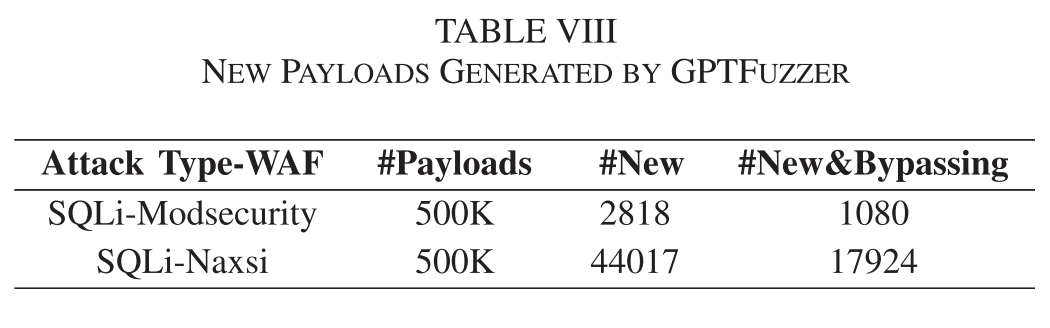 TABLE VIII
NEW PAYLOADS GENERATED BY GPTFUZZER
Attack Type-WAF #Payloads #New #New&Bypassing
SQLi-Modsecurity 500K 2818 1080
SQLi-Naxsi 500K 44017 17924